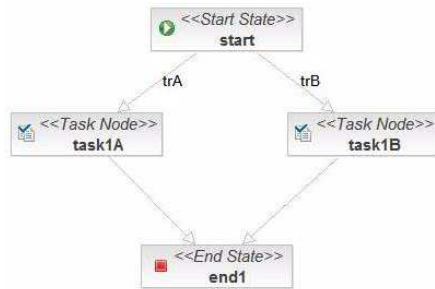 <<Start State>>
start
trA
trB
<<Task Node>>
task1A
<<Task Node>>
task1B
<<End State>>
end1